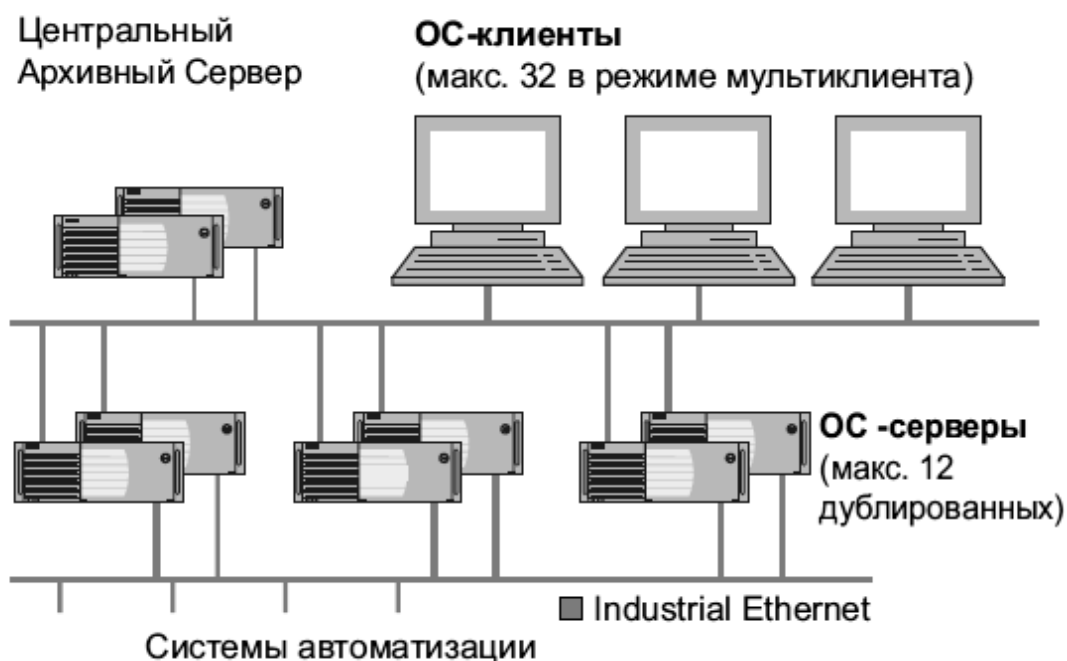 Центральный
Архивный Сервер
ОС-клиенты
(макс. 32 в режиме мультиклиента)
ОС -серверы
(макс. 12
дублированных)
Industrial Ethernet
Системы автоматизации